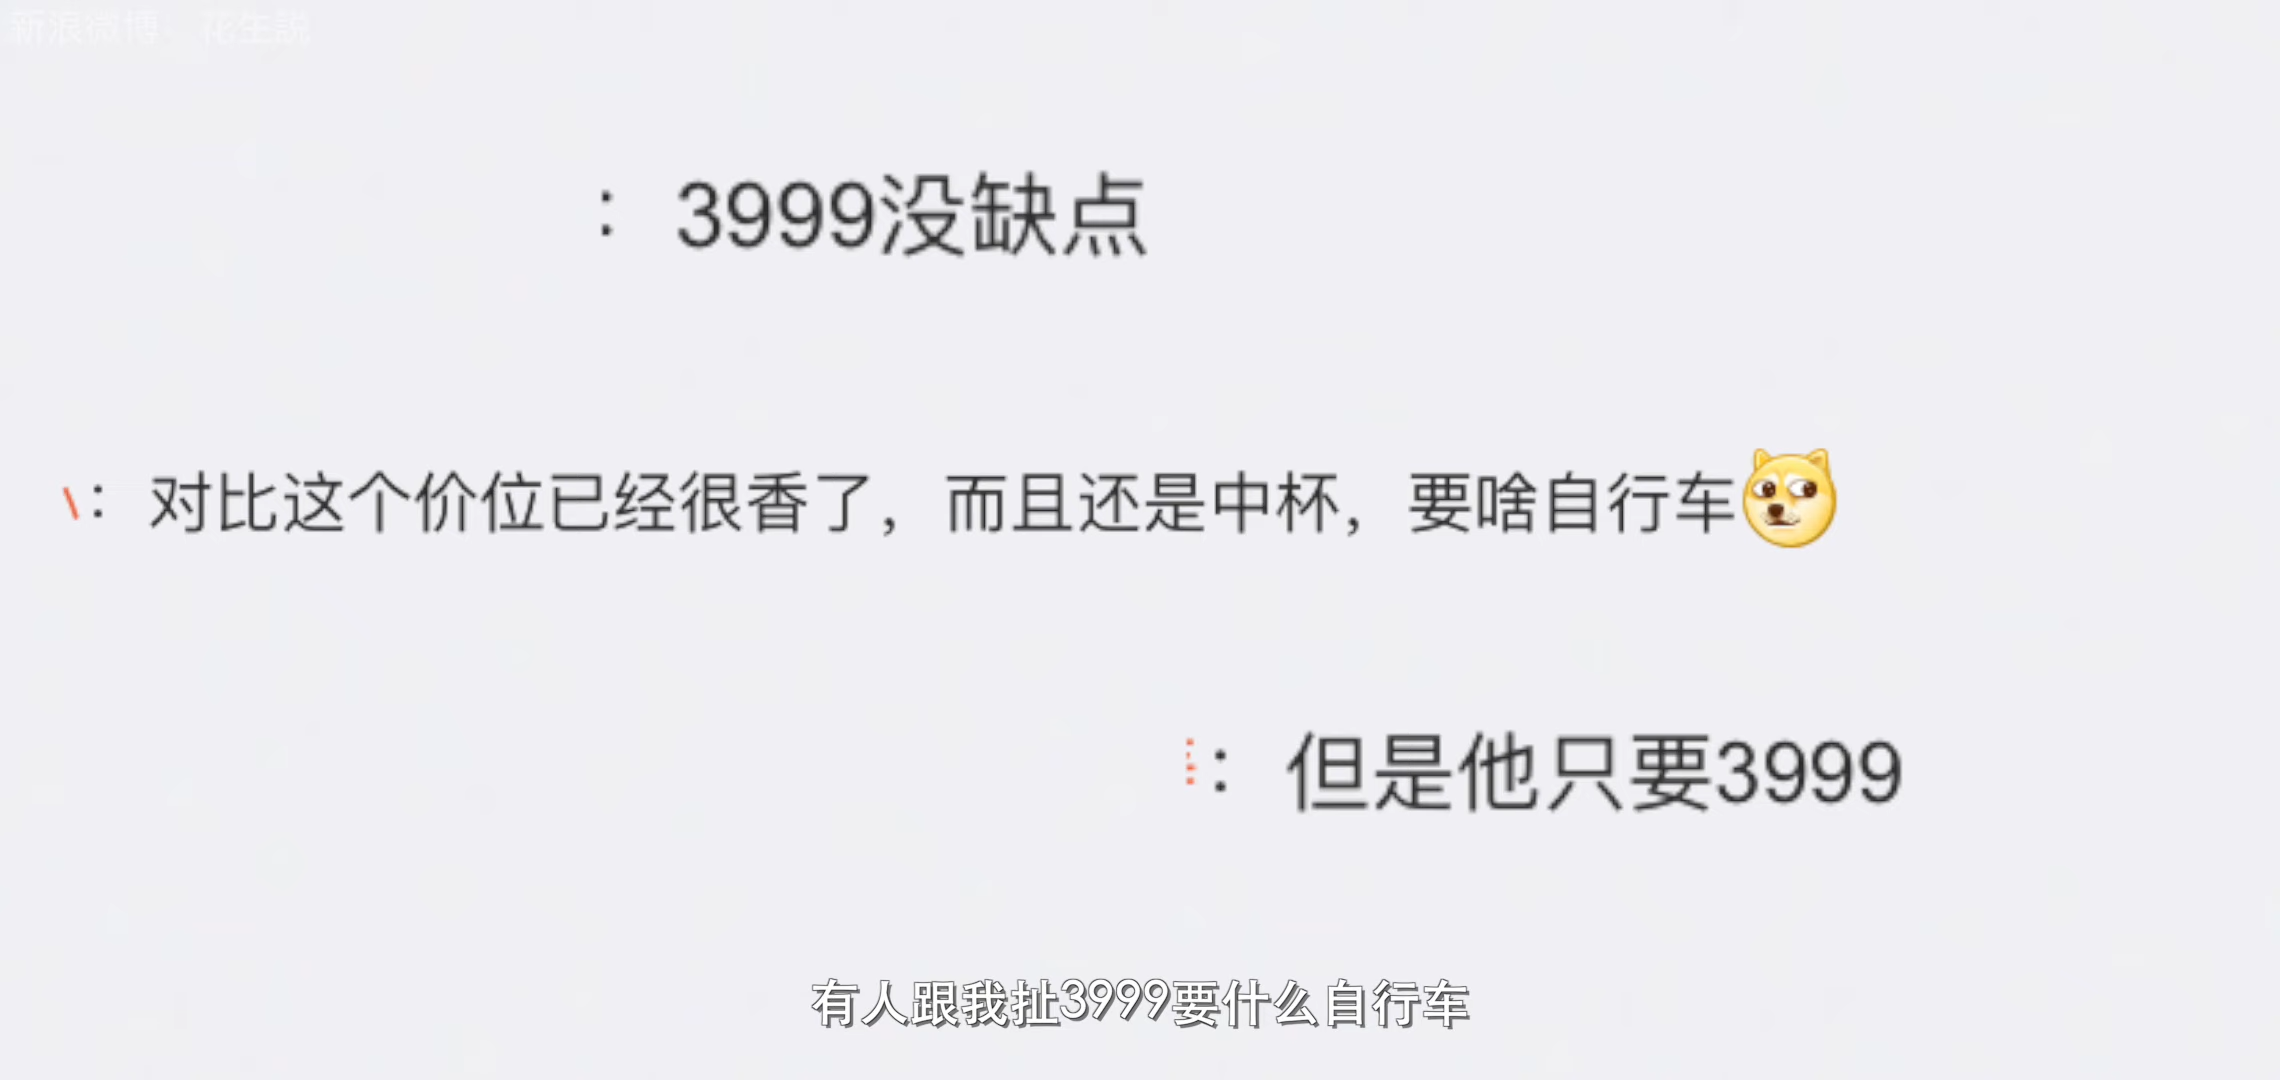 新浪微博：花生説
：3999没缺点
：对比这个价位已经很香了，而且还是中杯，要啥自行车
：但是他只要3999
有人跟我扯3999要什么自行车